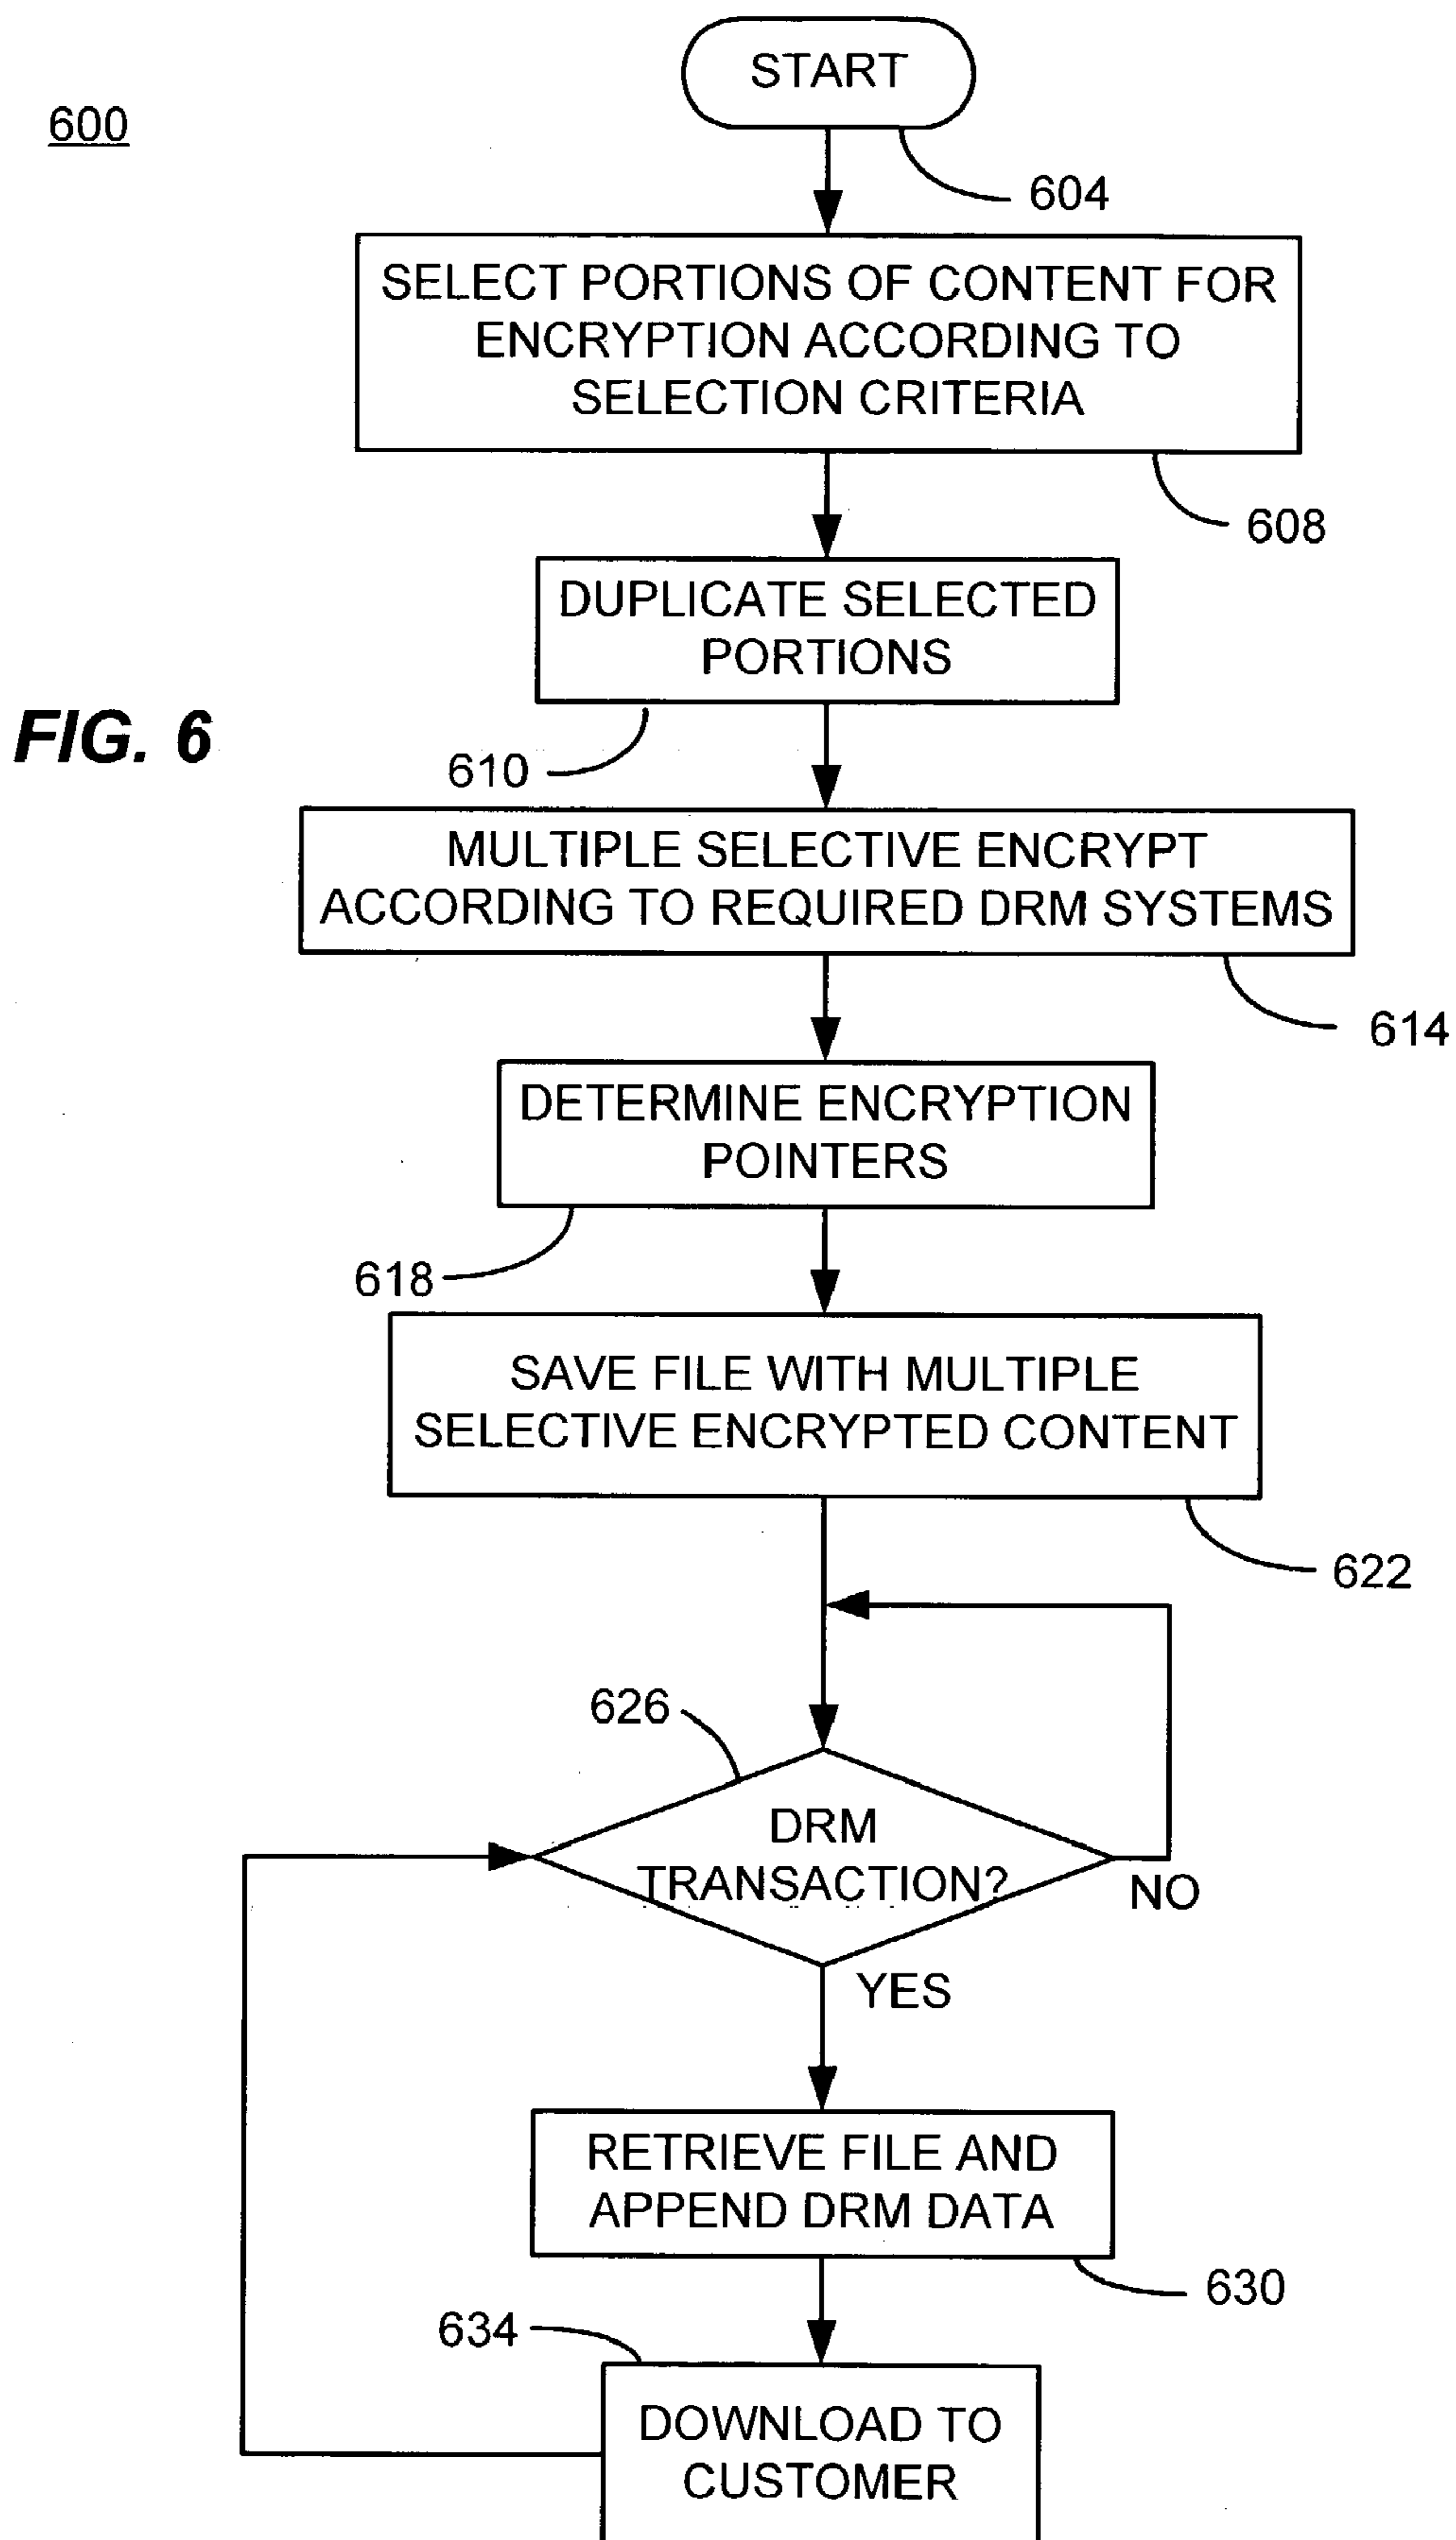 START
600
604
SELECT PORTIONS OF CONTENT FOR
ENCRYPTION ACCORDING TO
SELECTION CRITERIA
608
DUPLICATE SELECTED
PORTIONS
FIG. 6
610
MULTIPLE SELECTIVE ENCRYPT
ACCORDING TO REQUIRED DRM SYSTEMS
614
DETERMINE ENCRYPTION
POINTERS
618
SAVE FILE WITH MULTIPLE
SELECTIVE ENCRYPTED CONTENT
622
626
DRM
TRANSACTION?
NO
YES
RETRIEVE FILE AND
APPEND DRM DATA
630
634
DOWNLOAD TO
CUSTOMER